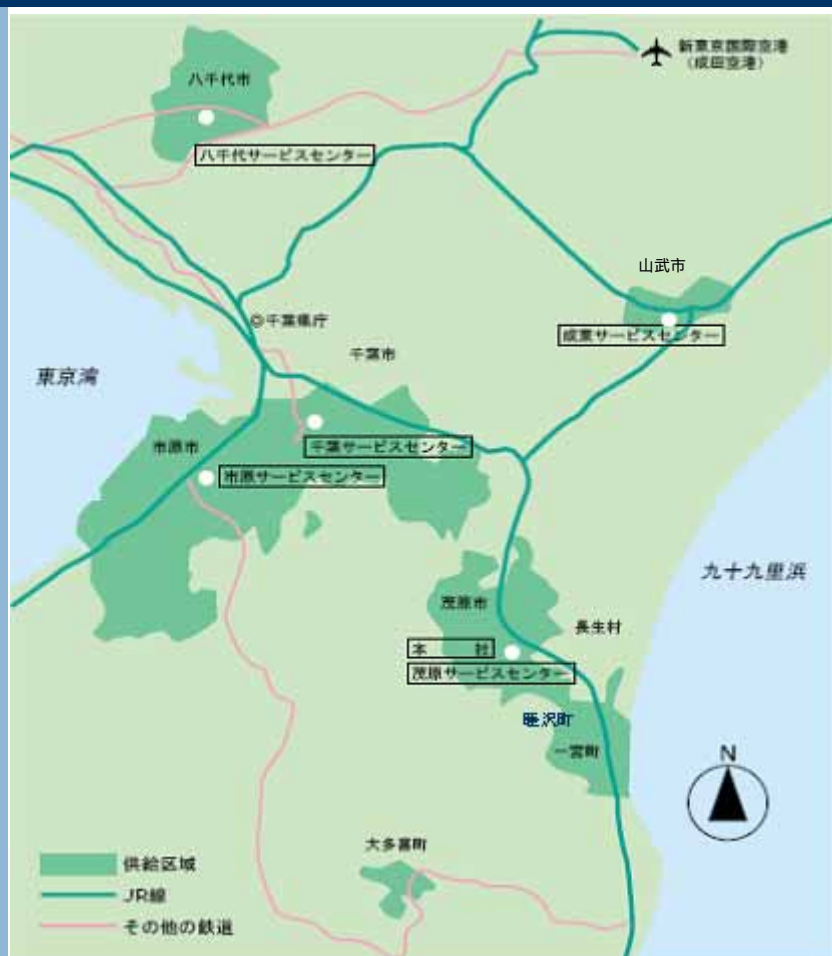 新東京国際空港
(成田空港)
八千代市
八千代サービスセンター
山武市
成東サービスセンター
◎千葉県庁
千葉市
東京湾
市原市
千葉サービスセンター
市原サービスセンター
九十九里浜
茂原市
長生村
本 社
茂原サービスセンター
睦沢町
一宮町
N
大多喜町
供給区域
JR線
その他の鉄道